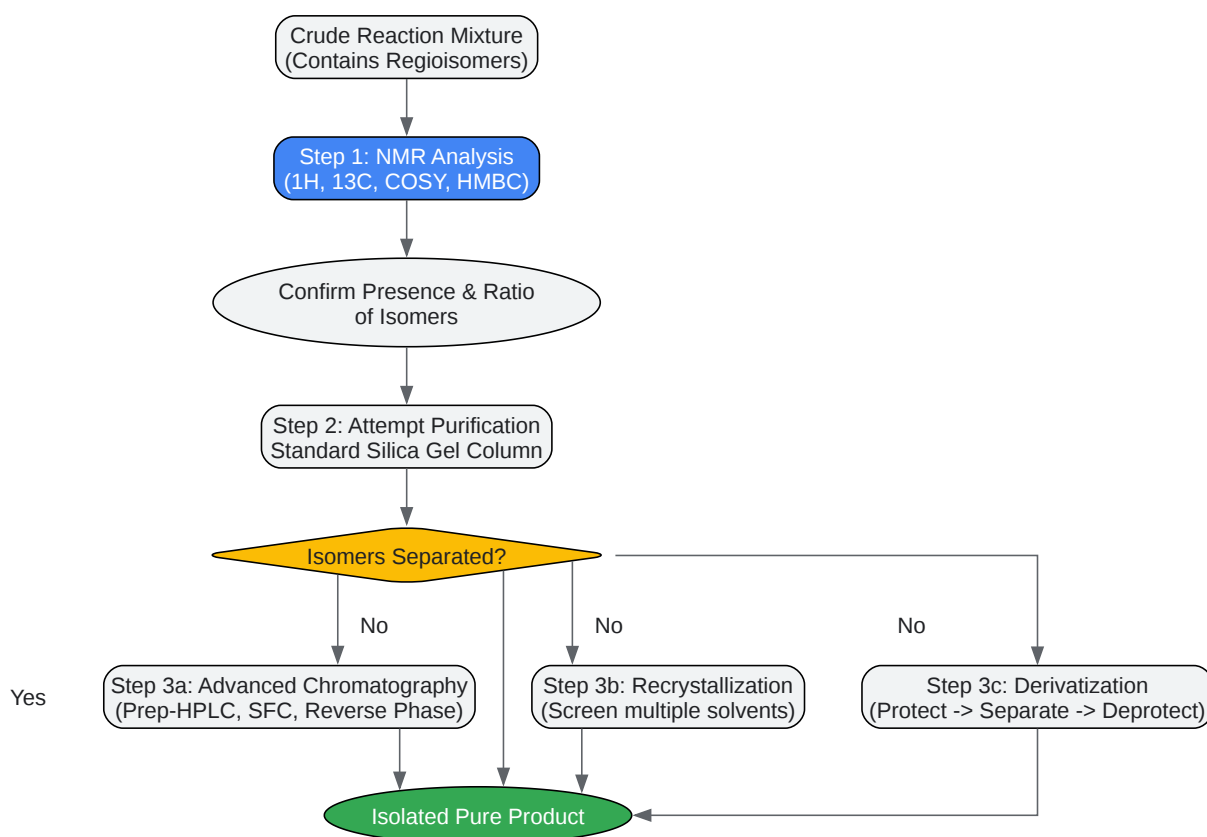 Crude Reaction Mixture
(Contains Regioisomers)
Step 1: NMR Analysis
(1H, 13C, COSY, HMBC)
Confirm Presence & Ratio
of Isomers
Step 2: Attempt Purification
Standard Silica Gel Column
Isomers Separated?
No
No
No
Yes
Step 3a: Advanced Chromatography
(Prep-HPLC, SFC, Reverse Phase)
Step 3b: Recrystallization
(Screen multiple solvents)
Step 3c: Derivatization
(Protect -> Separate -> Deprotect)
Isolated Pure Product